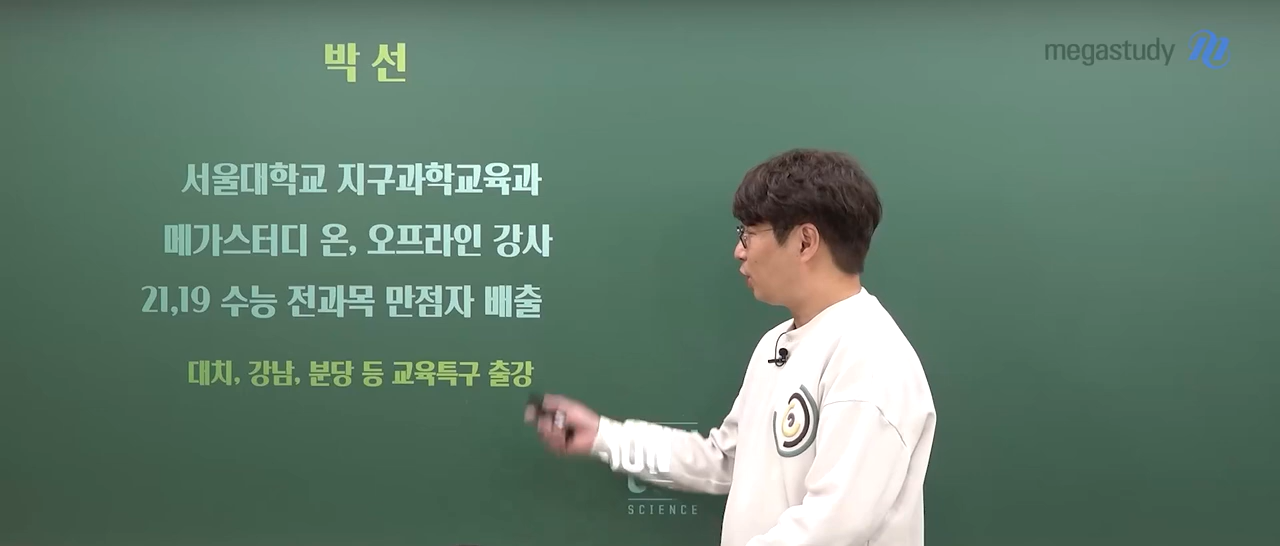 박 선
megastudy
서울대학교 지구과학교육과
메가스터디 온, 오프라인 강사
21,19 수능 전과목 만점자 배출
대치, 강남, 분당 등 교육특구 출강
SCIENCE